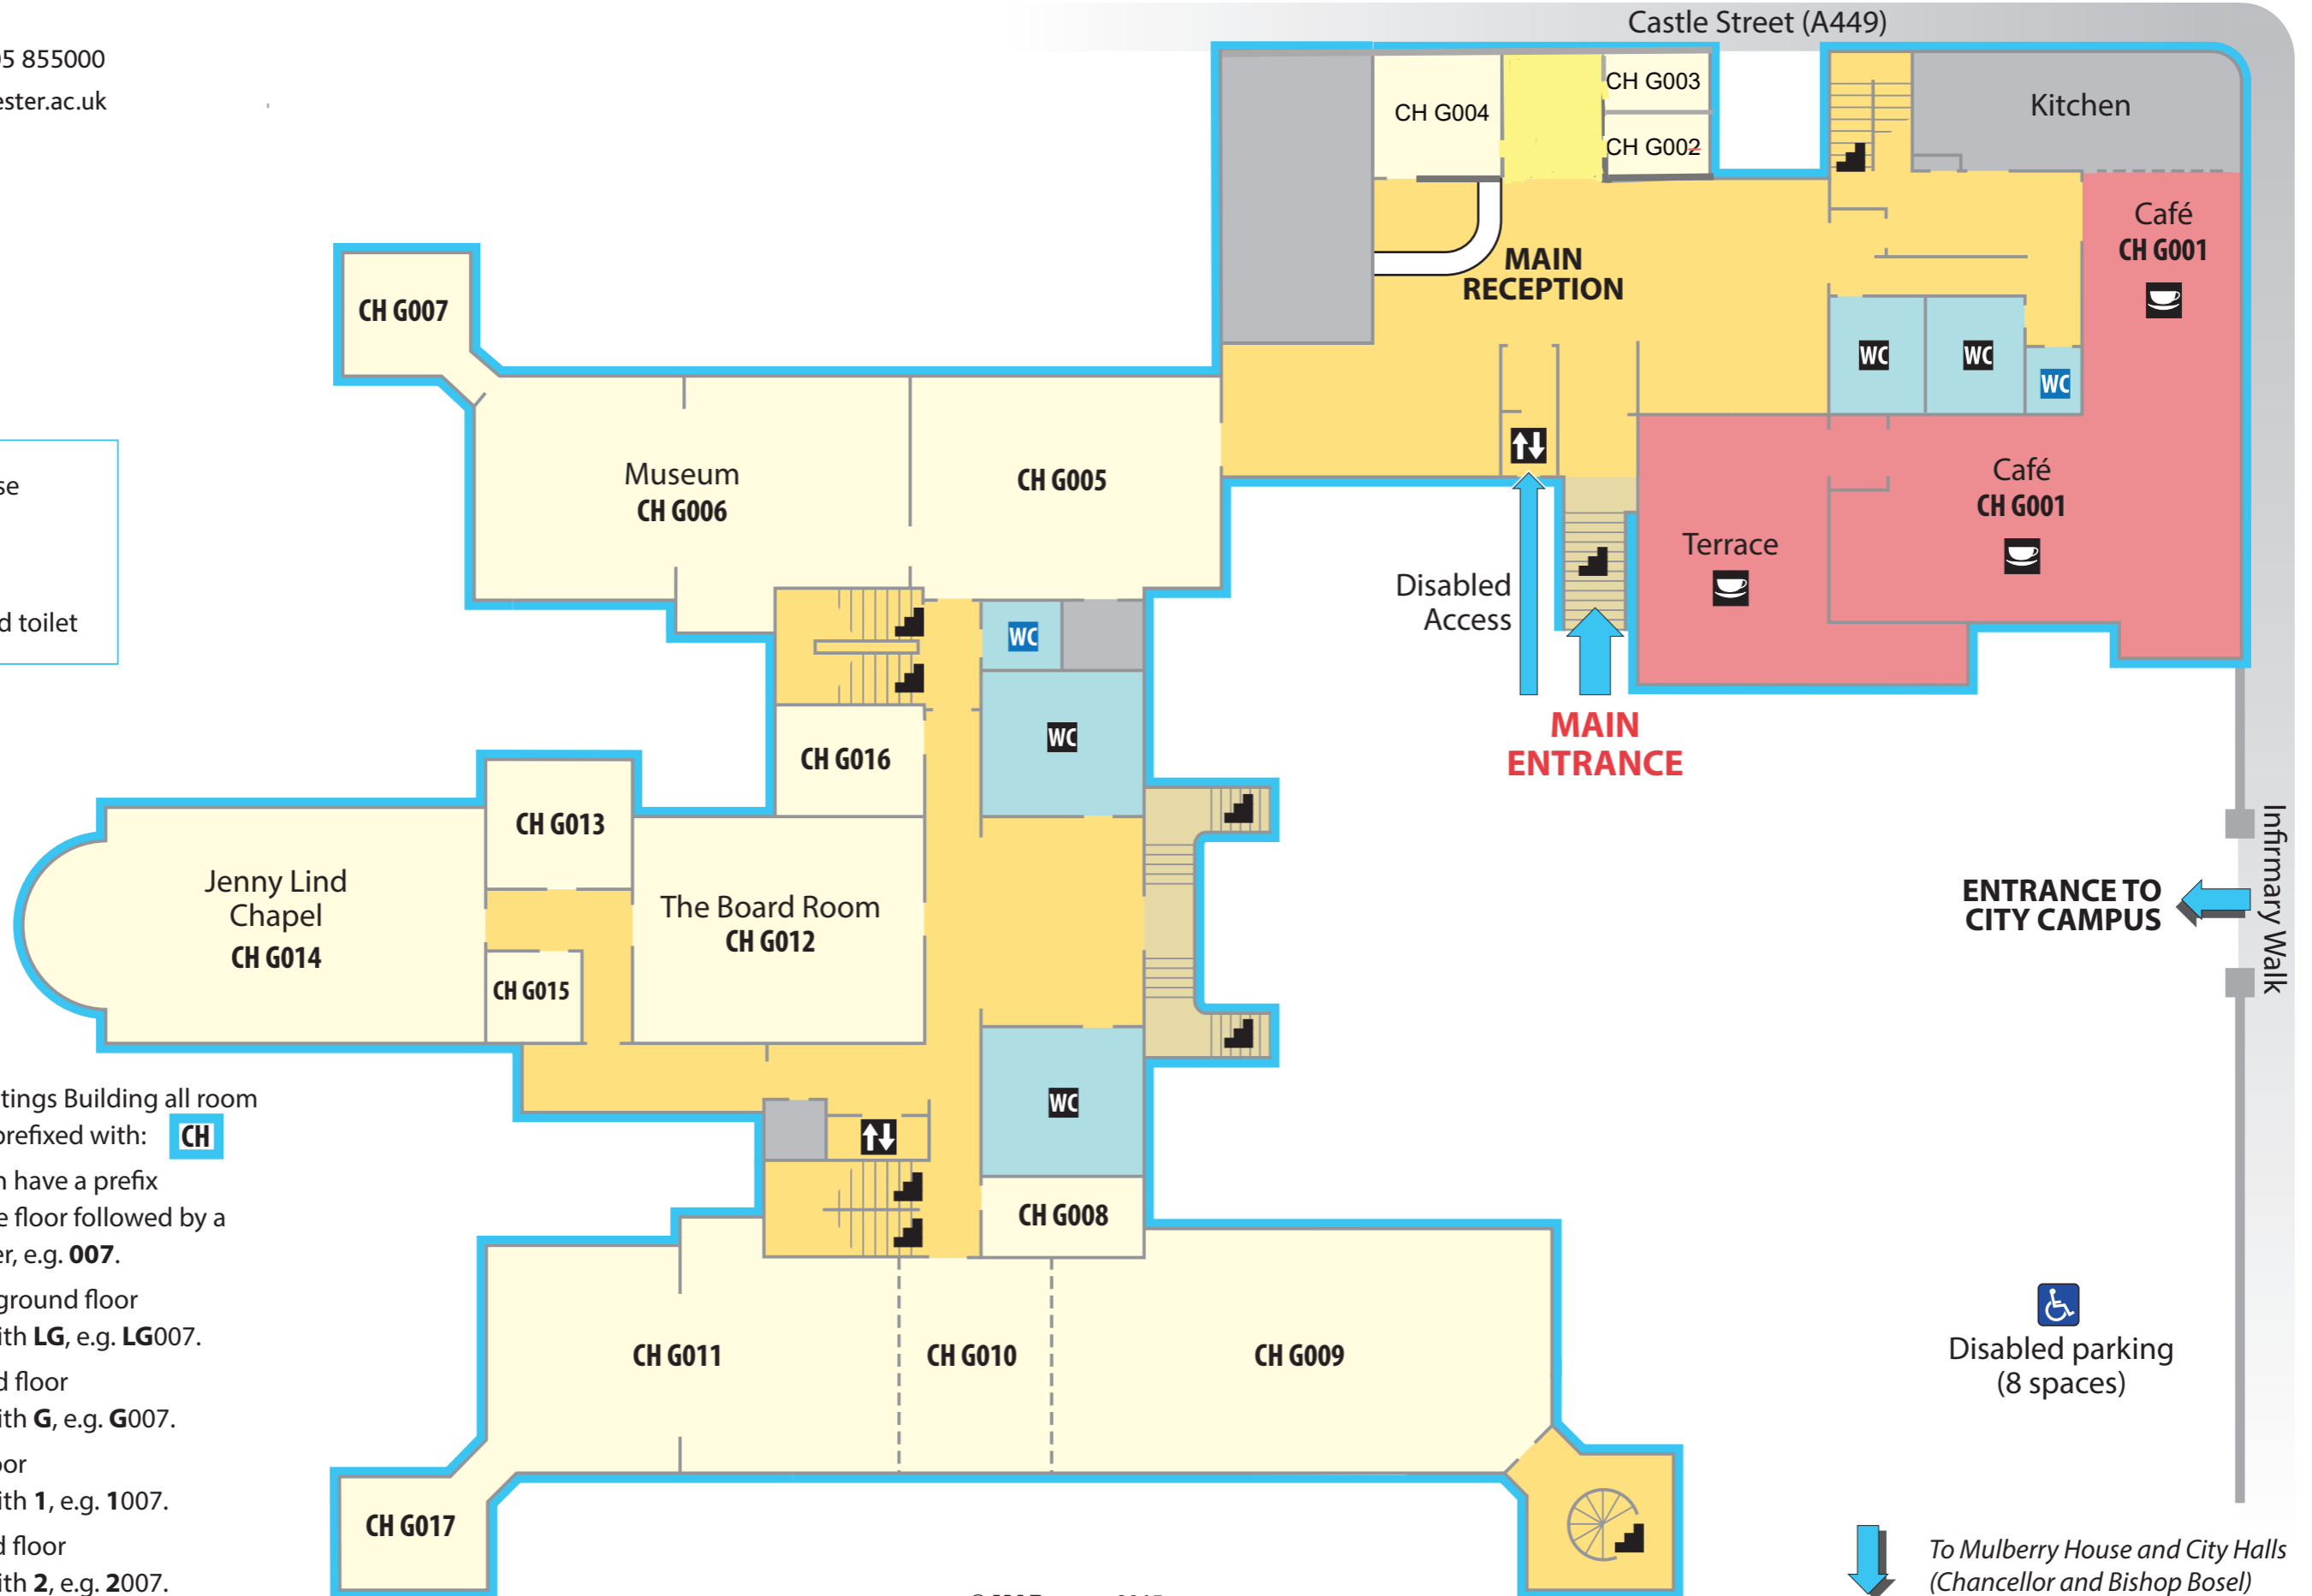 Castle Street (A449)
5 855000
ester.ac.uk
CH G003
CH G004
CH G002
Kitchen
Café
CH G001
MAIN
RECEPTION
CH G007
WC
WC
WC
Museum
CH G006
CH G005
Café
CH G001
Terrace
Disabled
Access
se
d toilet
WC
WC
MAIN
ENTRANCE
CH G016
CH G013
Jenny Lind
Chapel
CH G014
The Board Room
CH G012
CH G015
ENTRANCE TO
CITY CAMPUS
Infirmary Walk
WC
tings Building all room
prefixed with: CH
n have a prefix
e floor followed by a
er, e.g. 007.
ground floor
ith LG, e.g. LG007.
d floor
ith G, e.g. G007.
oor
ith 1, e.g. 1007.
d floor
ith 2, e.g. 2007.
CH G008
CH G011
CH G010
CH G009
Disabled parking
(8 spaces)
CH G017
To Mulberry House and City Halls
(Chancellor and Bishop Bosel)